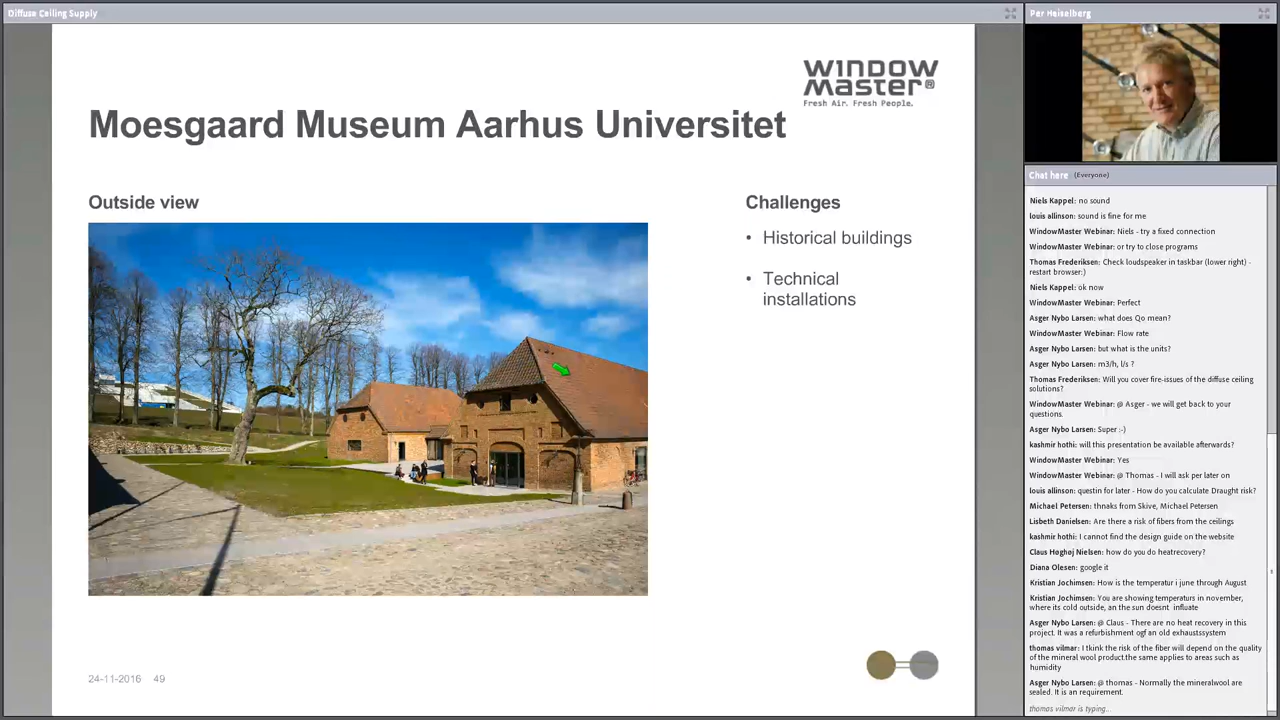 Diffuse Ceiling Supply
WINDOW
MASTER®
Fresh Air. Fresh People.
Moesgaard Museum Aarhus Universitet
Outside view
Challenges
• Historical buildings
• Technical
installations
24-11-2016 49
Per Heiselberg
Chat here (Everyone)
Niels Kappel: no sound
louis allinson: sound is fine for me
WindowMaster Webinar: Niels - try a fixed connection
WindowMaster Webinar: or try to close programs
Thomas Frederiksen: Check loudspeaker in taskbar (lower right) -
restart browser:)
Niels Kappel: ok now
WindowMaster Webinar: Perfect
Asger Nybo Larsen: what does Qo mean?
WindowMaster Webinar: Flow rate
Asger Nybo Larsen: but what is the units?
Asger Nybo Larsen: m3/h, l/s ?
Thomas Frederiksen: Will you cover fire-issues of the diffuse ceiling
solutions?
WindowMaster Webinar: @ Asger - we will get back to your
questions.
Asger Nybo Larsen: Super :-)
kashmir hothi: will this presentation be available afterwards?
WindowMaster Webinar: Yes
WindowMaster Webinar: @ Thomas - I will ask per later on
louis allinson: questin for later - How do you calculate Draught risk?
Michael Petersen: thnaks from Skive, Michael Petersen
Lisbeth Danielsen: Are there a risk of fibers from the ceilings
kashmir hothi: I cannot find the design guide on the website
Claus Høghøj Nielsen: how do you do heatrecovery?
Diana Olesen: google it
Kristian Jochimsen: How is the temperatur i june through August
Kristian Jochimsen: You are showing temperaturs in november,
where its cold outside, an the sun doesnt influate
Asger Nybo Larsen: @ Claus - There are no heat recovery in this
project. It was a refurbishment ogf an old exhaustssystem
thomas vilmar: I tkink the risk of the fiber will depend on the quality
of the mineral wool product.the same applies to areas such as
humidity
Asger Nybo Larsen: @ thomas - Normally the mineralwool are
sealed. It is an requirement.
thomas vilmar is typing..